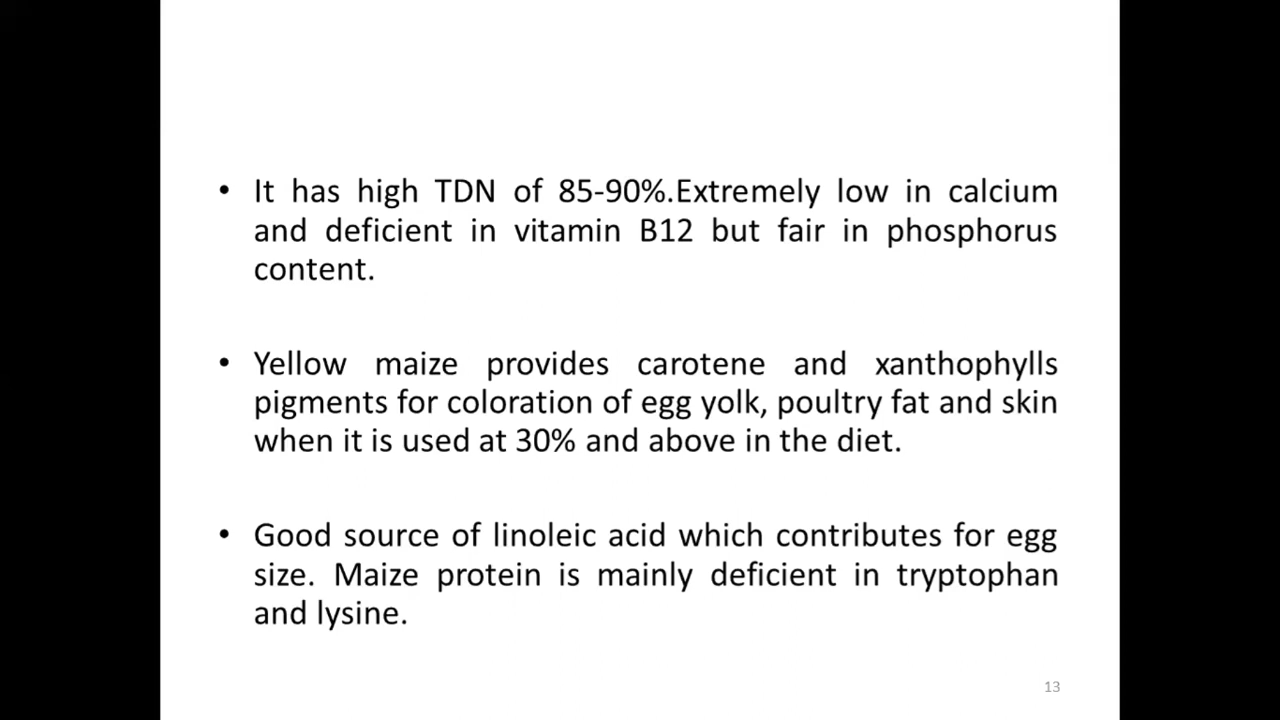 • It has high TDN of 85-90%.Extremely low in calcium
and deficient in vitamin B12 but fair in phosphorus
content.
• Yellow maize provides carotene and xanthophylls
pigments for coloration of egg yolk, poultry fat and skin
when it is used at 30% and above in the diet.
• Good source of linoleic acid which contributes for egg
size. Maize protein is mainly deficient in tryptophan
and lysine.
13